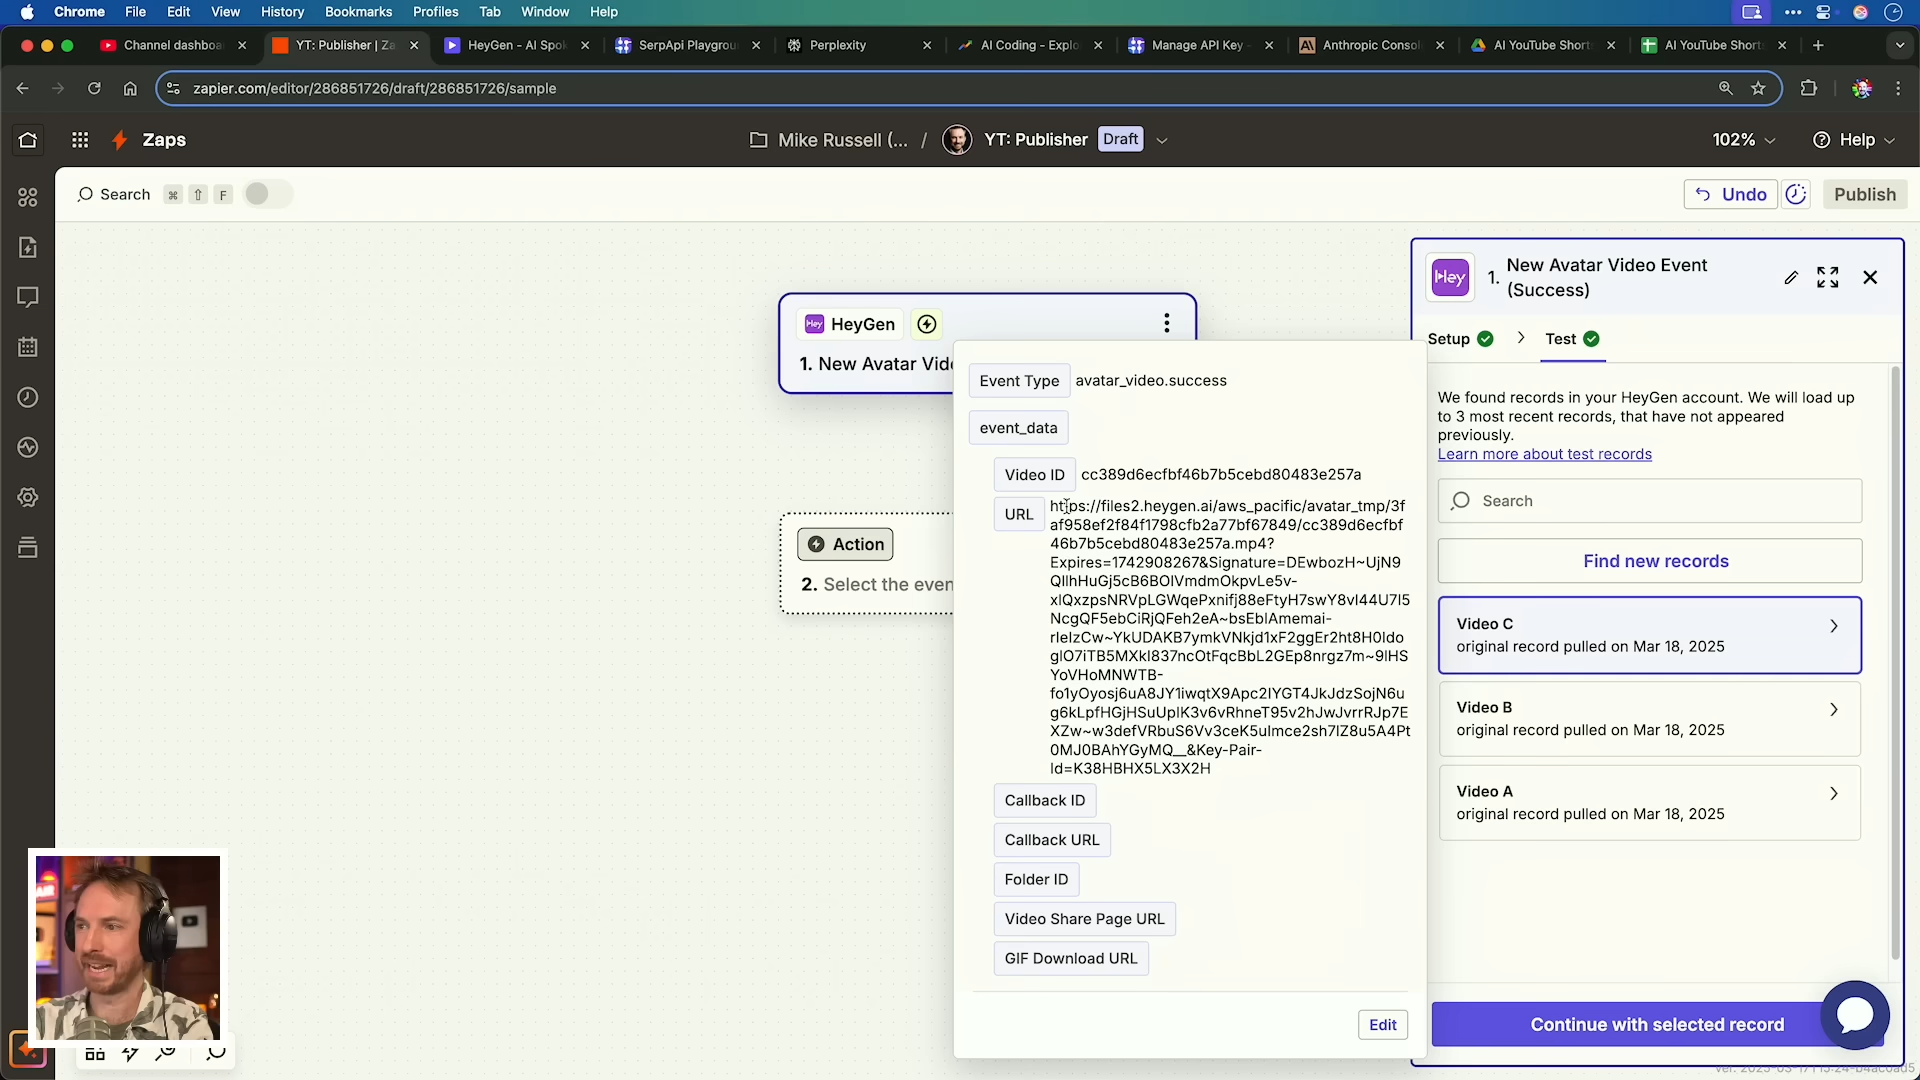 Chrome File Edit View History Bookmarks Profiles Tab Window Help
Channel dashboa
YT: Publisher | Za
HeyGen - AI Spok
SerpApi Playgrou
Perplexity
AI Coding - Explo
Manage API Key -
Anthropic Consol
AI YouTube Short
AI YouTube Short
zapier.com/editor/286851726/draft/286851726/sample
Zaps
Mike Russell (... / YT: Publisher Draft
102%
Help
Search ⌘ ⇧ F
Undo
Publish
HeyGen
1. New Avatar Vide
Action
2. Select the even
Event Type avatar_video.success
event_data
Video ID cc389d6ecfbf46b7b5cebd80483e257a
URL
https://files2.heygen.ai/aws_pacific/avatar_tmp/3f
af958ef2f84f1798cfb2a77bf67849/cc389d6ecfbf
46b7b5cebd80483e257a.mp4?
Expires=1742908267&Signature=DEwbozH~UjN9
QIlhHuGj5cB6BOlVmdmOkpvLe5v-
xlQxzpsNRVpLGWqePxnifj88eFtyH7swY8vI44U7I5
NcgQF5ebCiRjQFeh2eA~bsEblAmemai-
rIelzCw~YkUDAKB7ymkVNkjd1xF2ggEr2ht8H0Ido
glO7iTB5MXkI837ncOtFqcBbL2GEp8nrgz7m~9lHS
YoVHoMNWTB-
fo1yOyosj6uA8JY1iwqtX9Apc2IYGT4JkJdzSojN6u
g6kLpfHGjHSuUpIK3v6vRhneT95v2hJwJvrrRJp7E
XZw~w3defVRbuS6Vv3ceK5uImce2sh7lZ8u5A4Pt
0MJ0BAhYGyMQ__&Key-Pair-
Id=K38HBHX5LX3X2H
Callback ID
Callback URL
Folder ID
Video Share Page URL
GIF Download URL
Edit
Hey
1. New Avatar Video Event
(Success)
Setup Test
We found records in your HeyGen account. We will load up
to 3 most recent records, that have not appeared
previously.
Learn more about test records
Search
Find new records
Video C
original record pulled on Mar 18, 2025
Video B
original record pulled on Mar 18, 2025
Video A
original record pulled on Mar 18, 2025
Continue with selected record